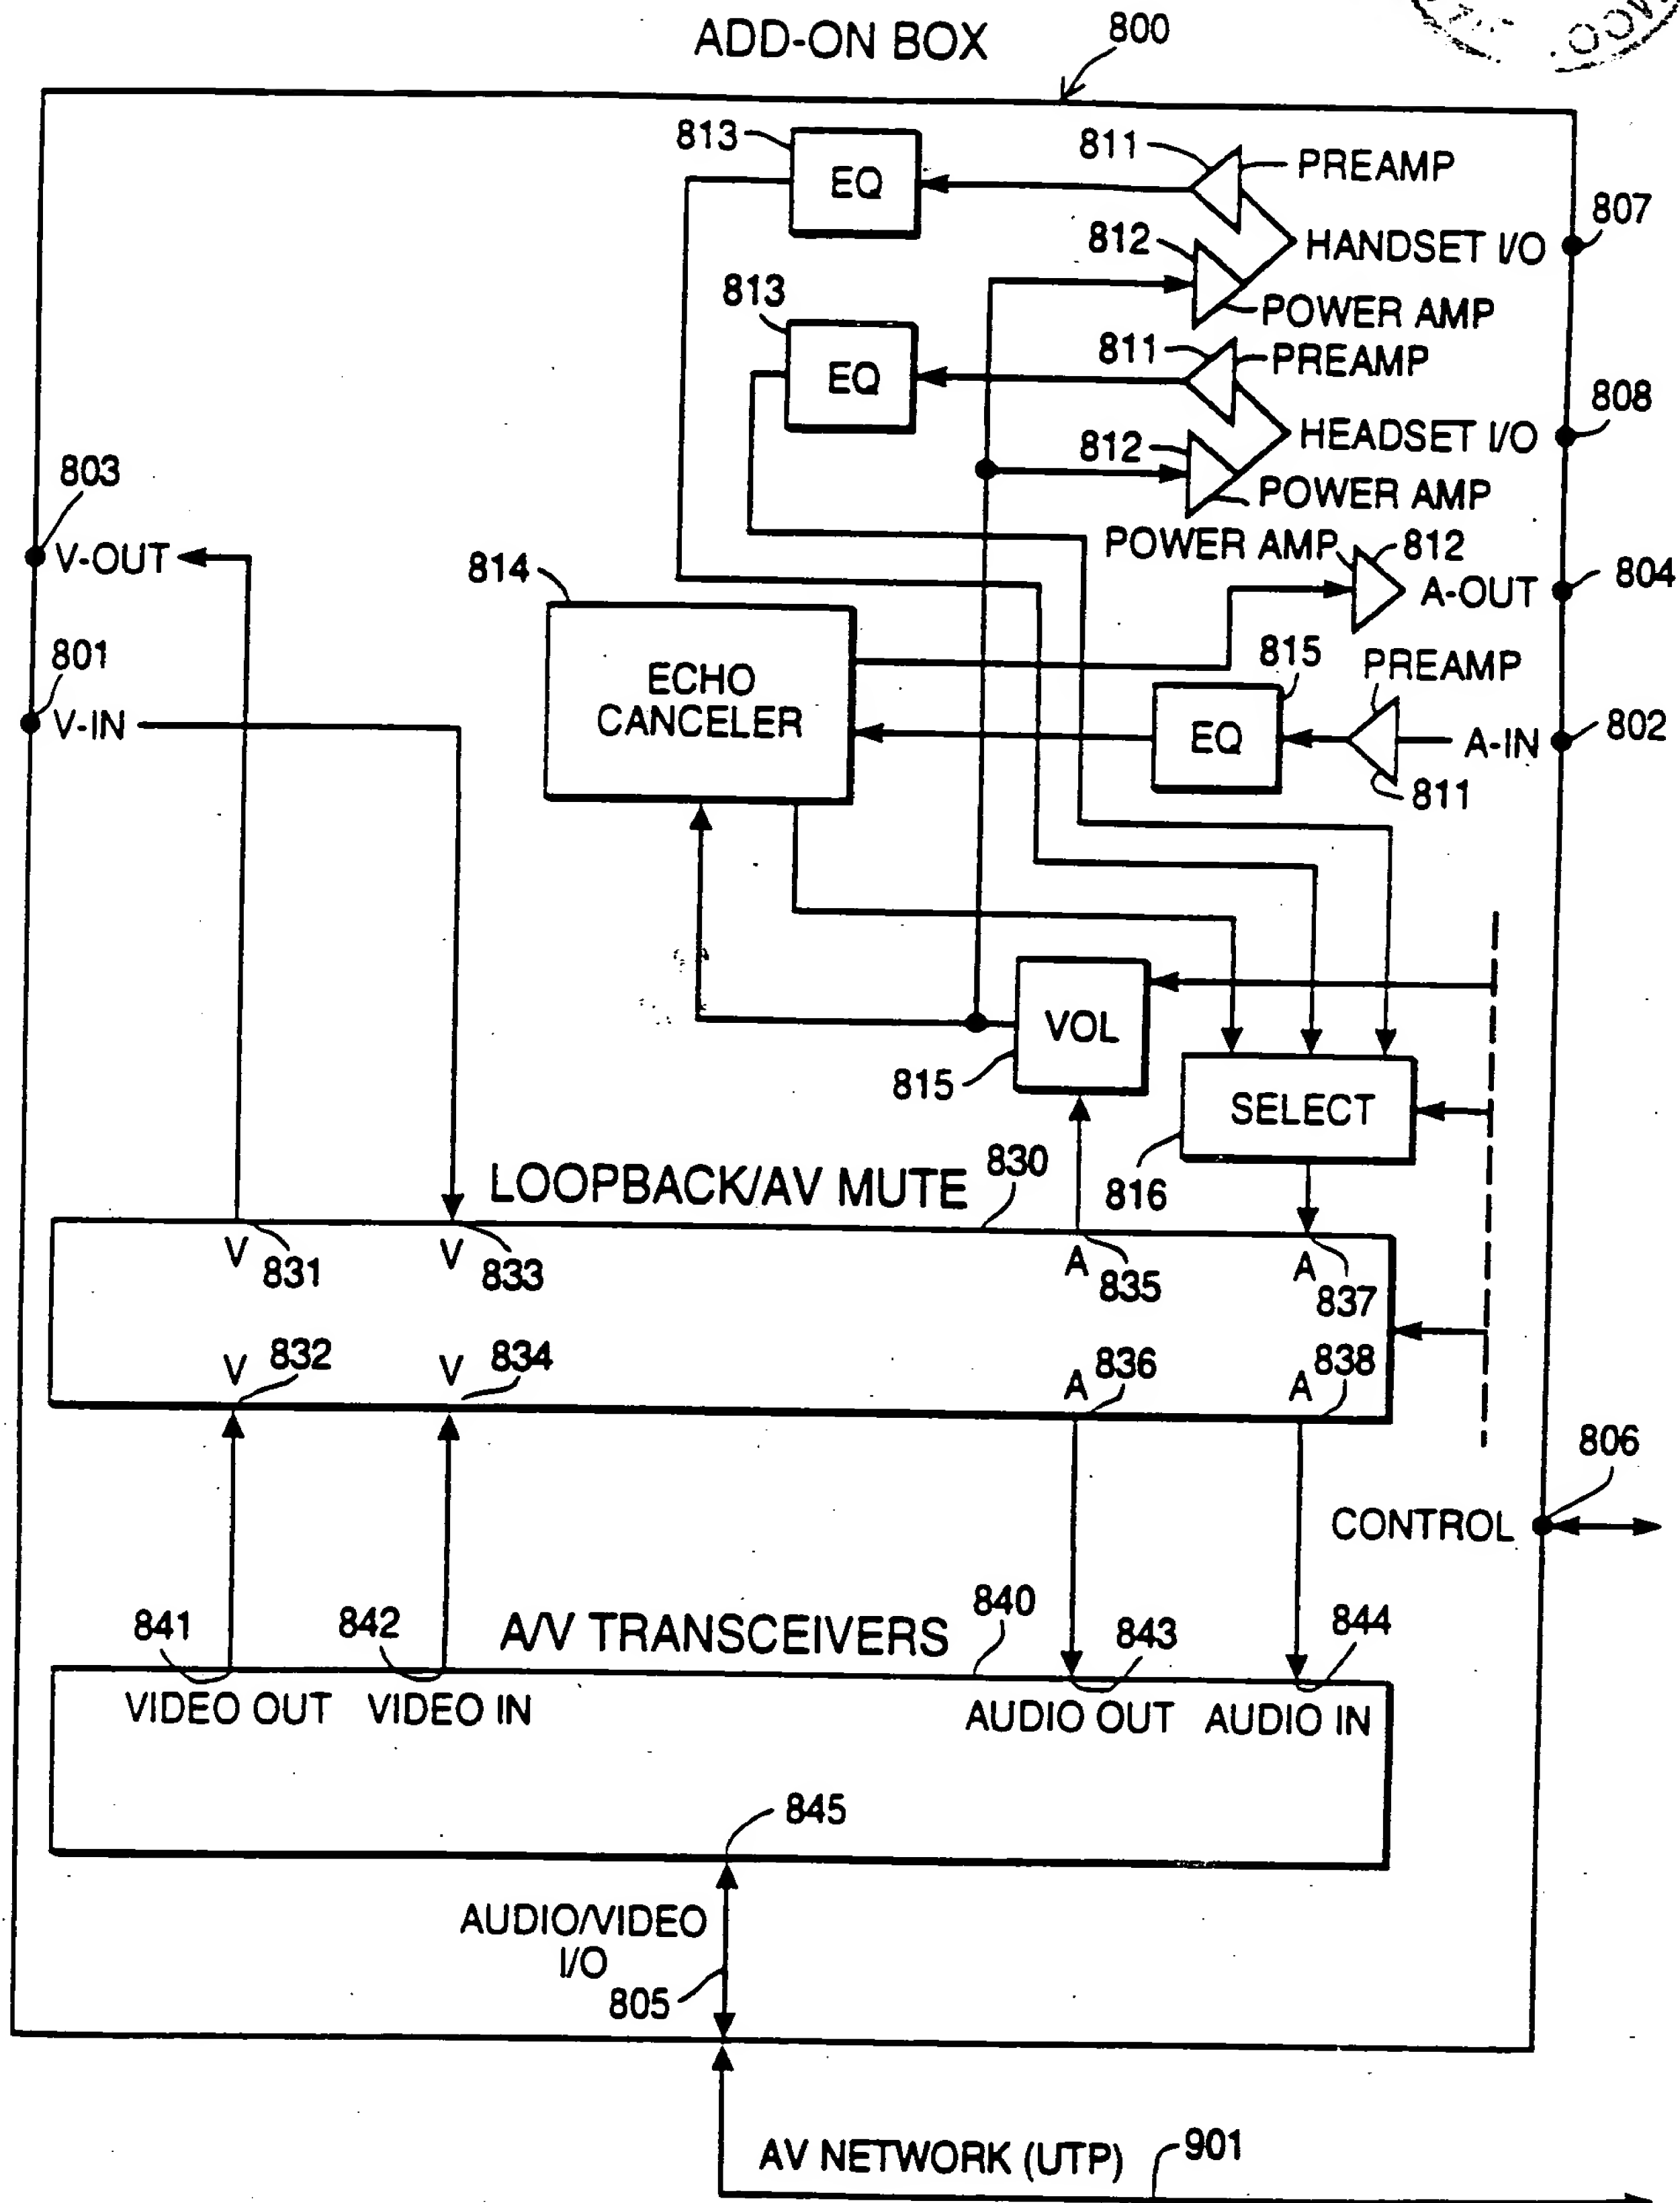 ADD-ON BOX
800
813
EQ
811
PREAMP
807
812
HANDSET I/O
POWER AMP
813
EQ
811
PREAMP
808
812
HEADSET I/O
POWER AMP
803
V-OUT
814
POWER AMP
812
A-OUT
804
801
V-IN
ECHO
CANCELER
815
EQ
PREAMP
A-IN
802
811
VOL
815
SELECT
816
LOOPBACK/AV MUTE
830
V
831
V
833
A
835
A
837
V
832
V
834
A
836
A
838
806
CONTROL
841
842
A/V TRANSCEIVERS
840
843
844
VIDEO OUT
VIDEO IN
AUDIO OUT
AUDIO IN
845
AUDIO/VIDEO
I/O
805
AV NETWORK (UTP)
901